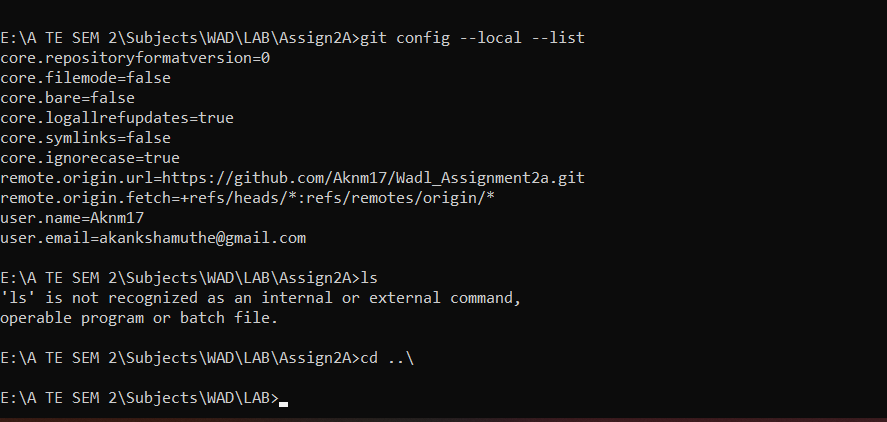 E:\A TE SEM 2\Subjects\WAD\LAB\Assign2A>git config --local --list
core.repositoryformatversion=0
core.filemode=false
core.bare=false
core.logallrefupdates=true
core.symlinks=false
core.ignorecase=true
remote.origin.url=https://github.com/Aknm17/Wadl_Assignment2a.git
remote.origin.fetch=+refs/heads/*:refs/remotes/origin/*
user.name=Aknm17
user.email=akankshamuthe@gmail.com
E:\A TE SEM 2\Subjects\WAD\LAB\Assign2A>ls
'ls' is not recognized as an internal or external command,
operable program or batch file.
E:\A TE SEM 2\Subjects\WAD\LAB\Assign2A>cd ..\
E:\A TE SEM 2\Subjects\WAD\LAB>